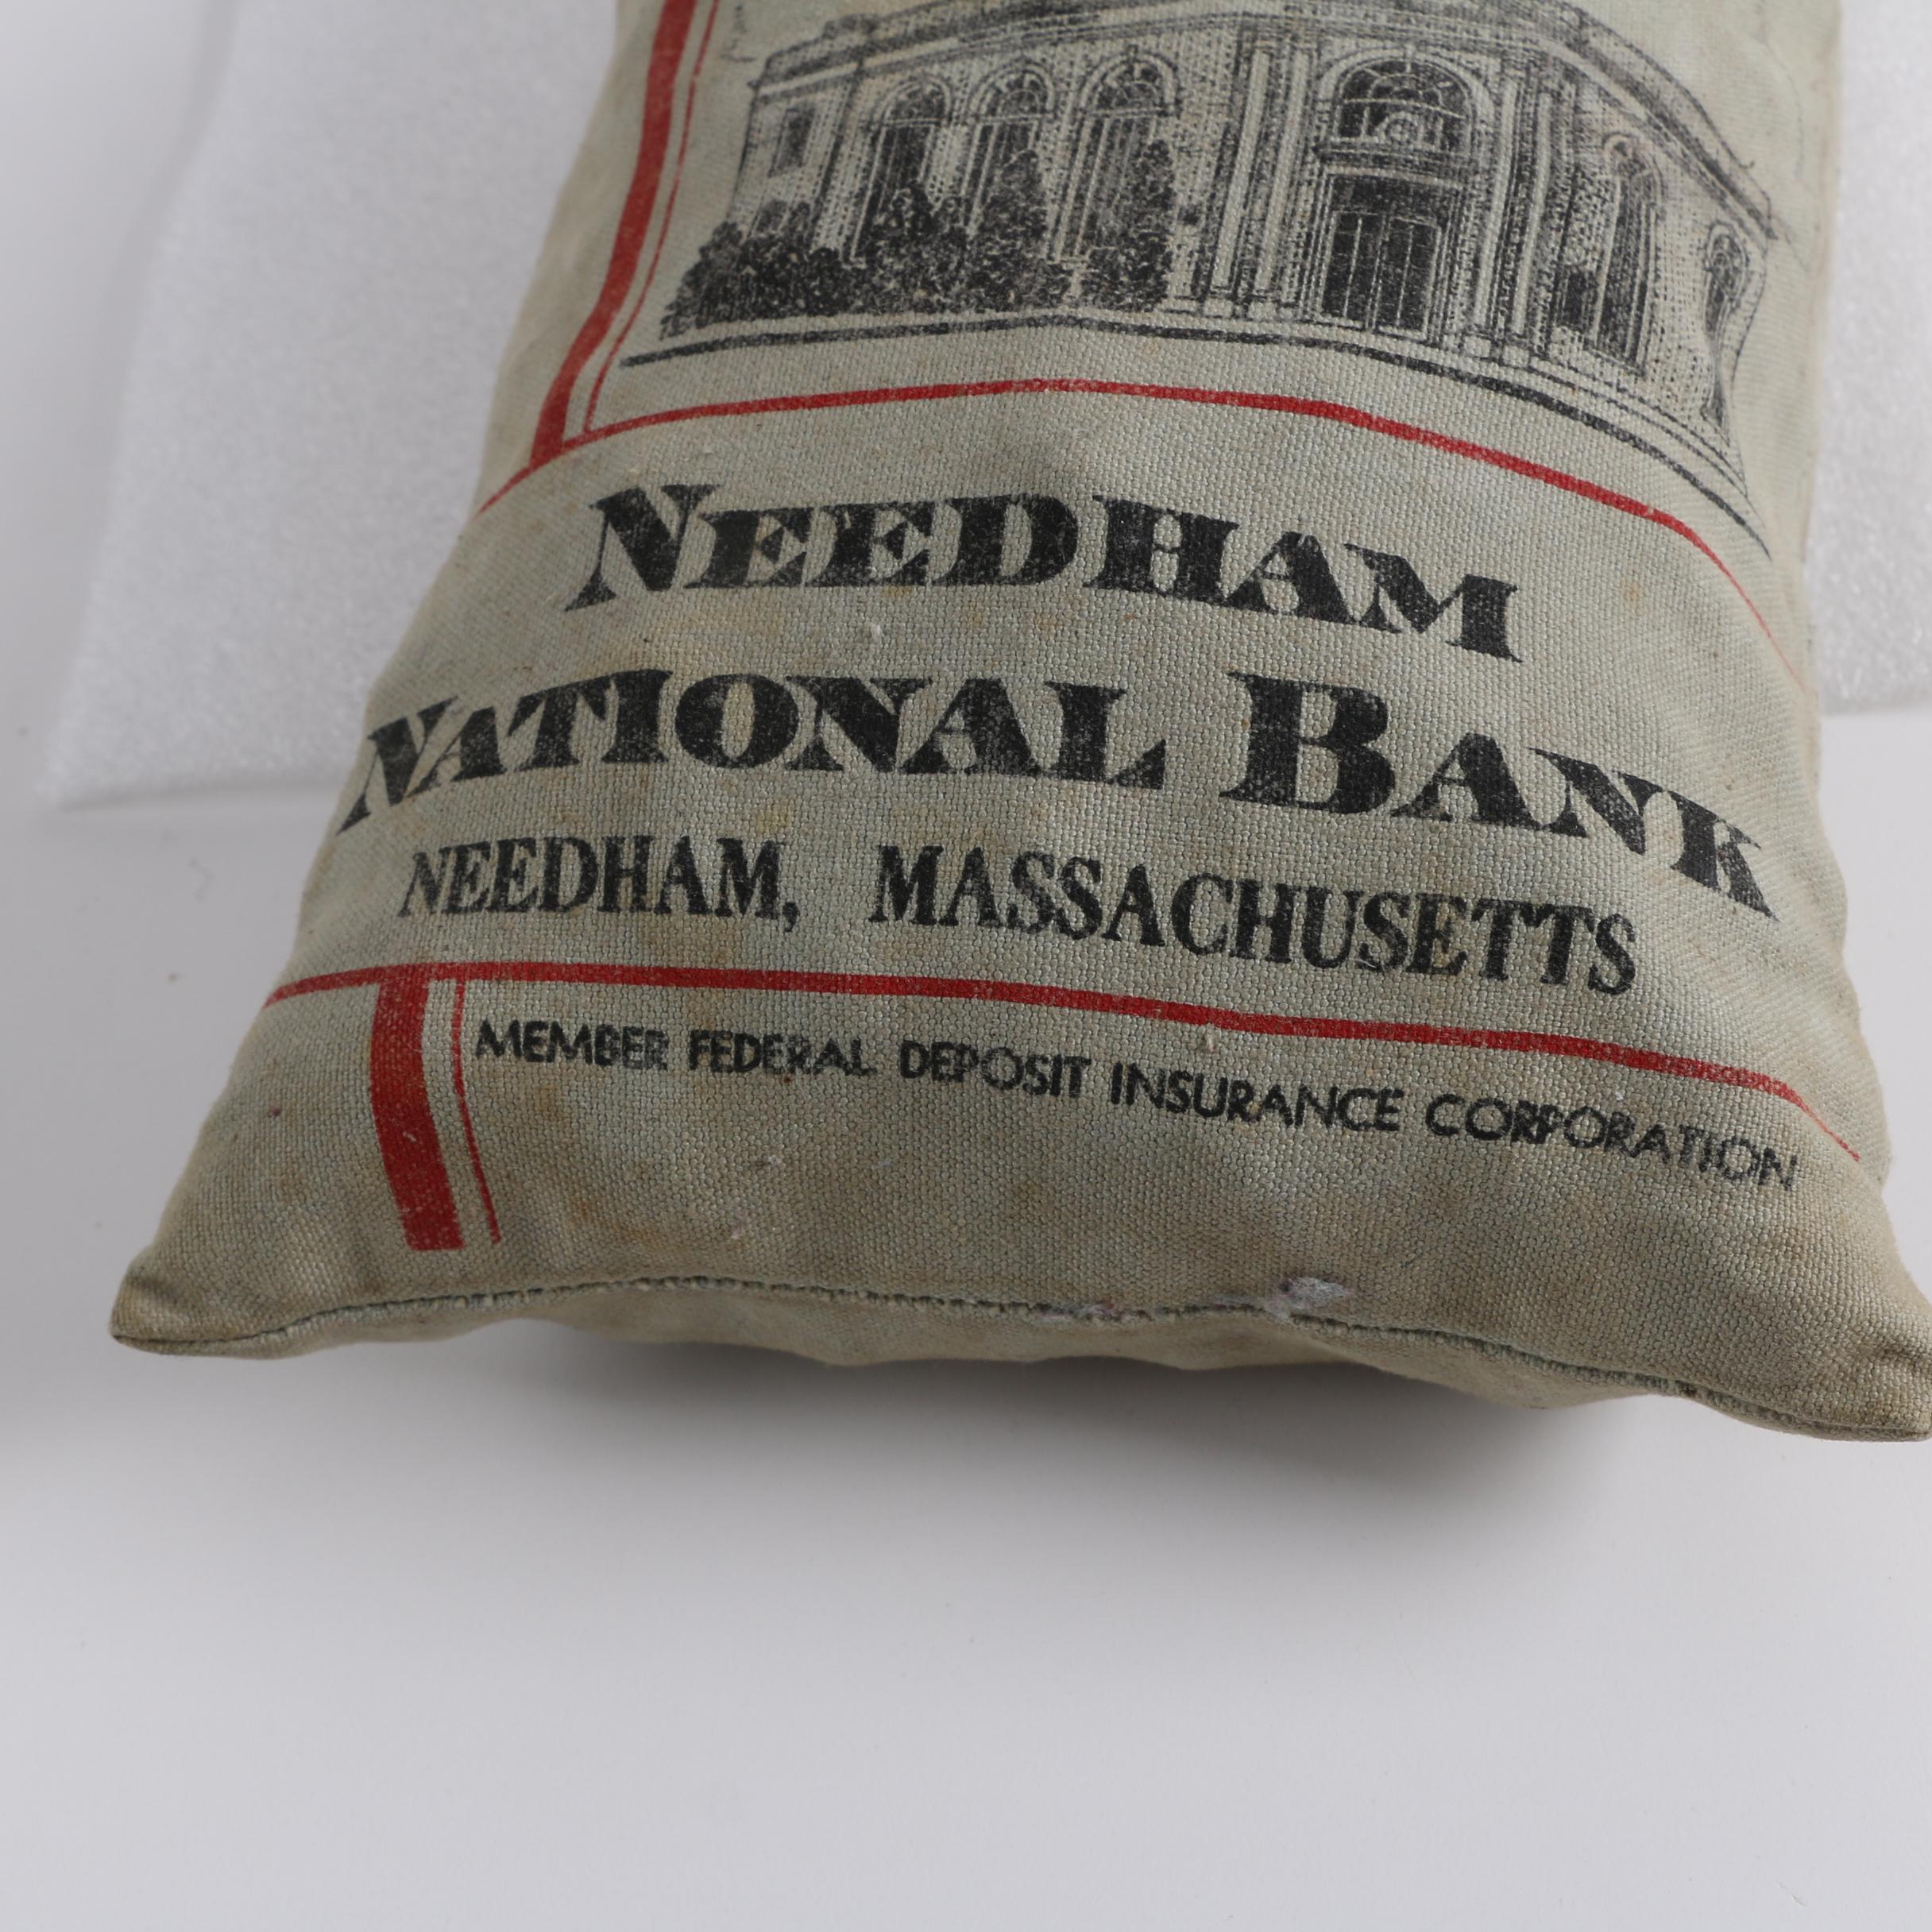 NEEDHAM
NATIONAL BANK
NEEDHAM, MASSACHUSETTS
MEMBER FEDERAL DEPOSIT INSURANCE CORPORATION